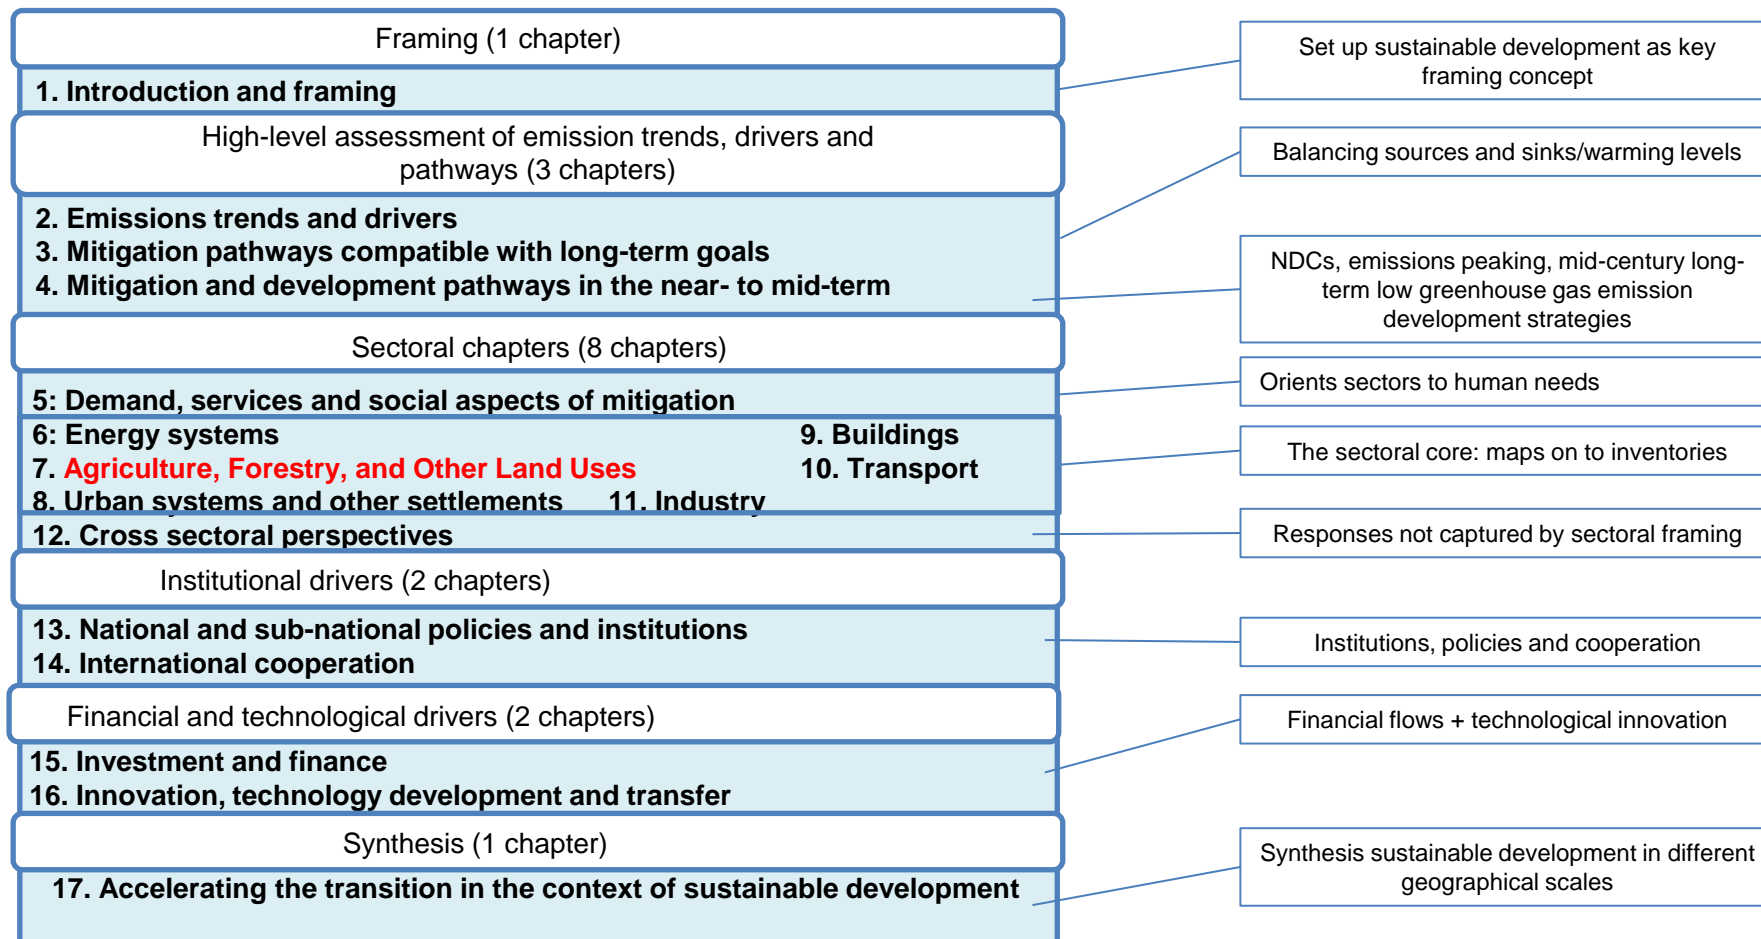 Framing (1 chapter)
1. Introduction and framing
High-level assessment of emission trends, drivers and
pathways (3 chapters)
2. Emissions trends and drivers
3. Mitigation pathways compatible with long-term goals
4. Mitigation and development pathways in the near- to mid-term
Sectoral chapters (8 chapters)
5: Demand, services and social aspects of mitigation
6: Energy systems
9. Buildings
7. Agriculture, Forestry, and Other Land Uses
10. Transport
8. Urban systems and other settlements
11. Industry
12. Cross sectoral perspectives
Institutional drivers (2 chapters)
13. National and sub-national policies and institutions
14. International cooperation
Financial and technological drivers (2 chapters)
15. Investment and finance
16. Innovation, technology development and transfer
Synthesis (1 chapter)
17. Accelerating the transition in the context of sustainable development
Set up sustainable development as key
framing concept
Balancing sources and sinks/warming levels
NDCs, emissions peaking, mid-century long-
term low greenhouse gas emission
development strategies
Orients sectors to human needs
The sectoral core: maps on to inventories
Responses not captured by sectoral framing
Institutions, policies and cooperation
Financial flows + technological innovation
Synthesis sustainable development in different
geographical scales